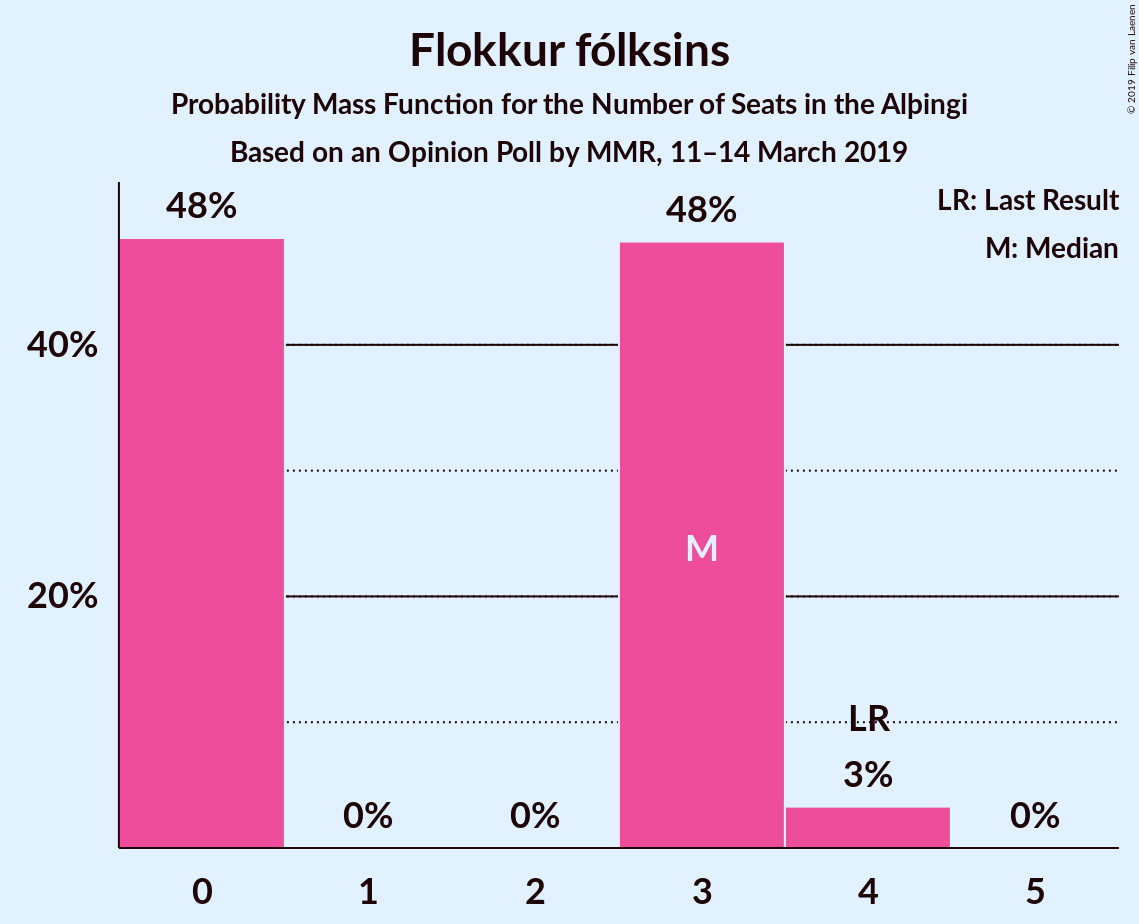 Flokkur fólksins
Probability Mass Function for the Number of Seats in the Alþingi
Based on an Opinion Poll by MMR, 11–14 March 2019
© 2019 Filip van Laenen
LR: Last Result
M: Median
48%
48%
40%
M
20%
LR
3%
0%
0%
0%
0 1 2 3 4 5